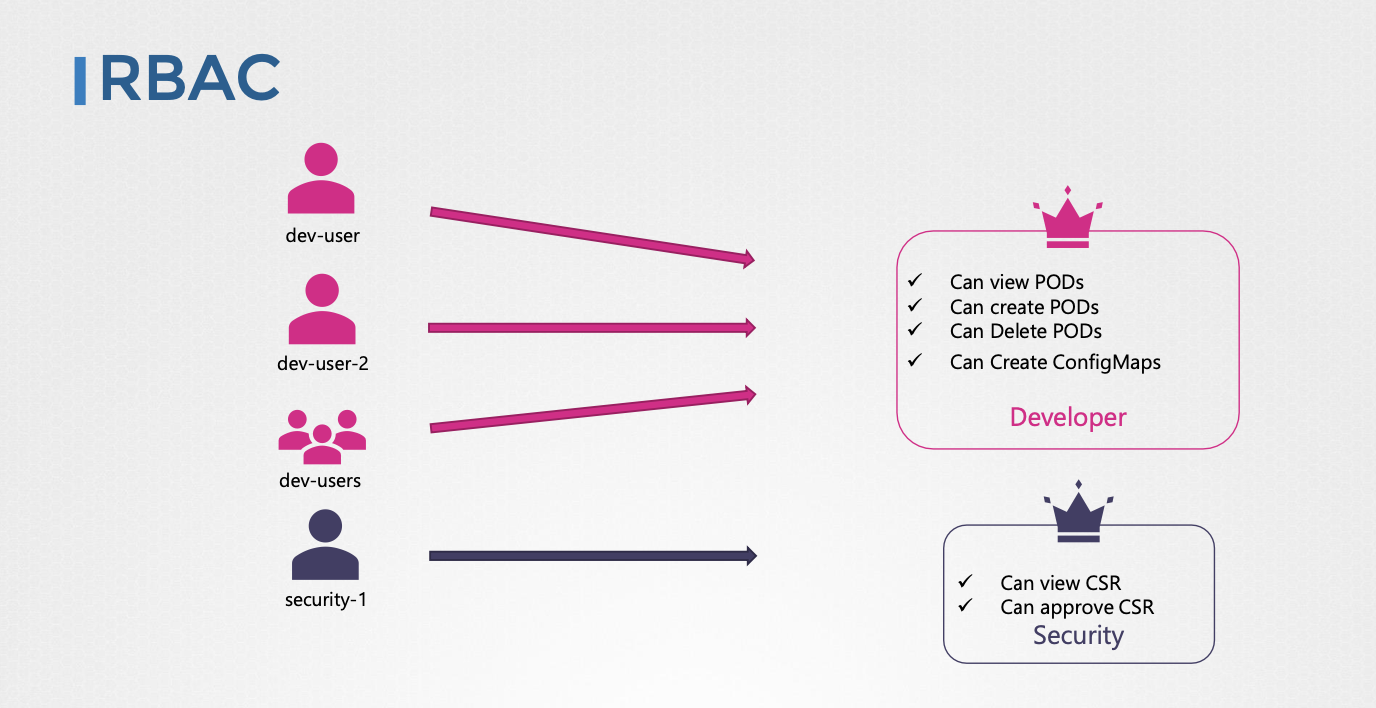 RBAC
dev-user
dev-user-2
dev-users
security-1
Can view PODs
Can create PODs
Can Delete PODs
Can Create ConfigMaps
Developer
Can view CSR
Can approve CSR
Security